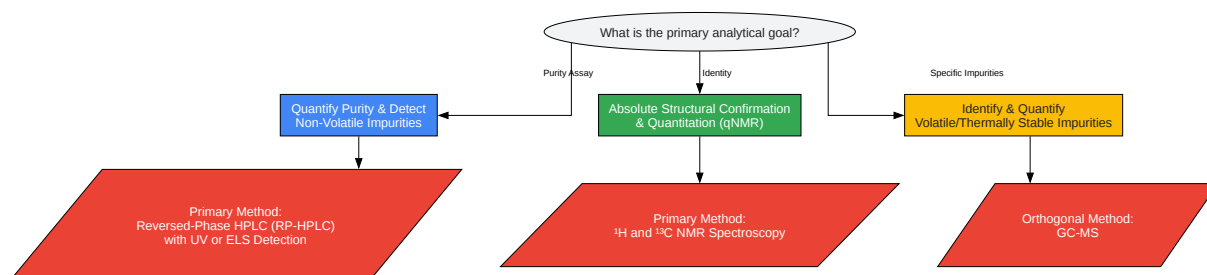 What is the primary analytical goal?
Purity Assay
Identity
Specific Impurities
Quantify Purity & Detect
Non-Volatile Impurities
Absolute Structural Confirmation
& Quantitation (qNMR)
Identify & Quantify
Volatile/Thermally Stable Impurities
Primary Method:
Reversed-Phase HPLC (RP-HPLC)
with UV or ELS Detection
Primary Method:
¹H and ¹³C NMR Spectroscopy
Orthogonal Method:
GC-MS